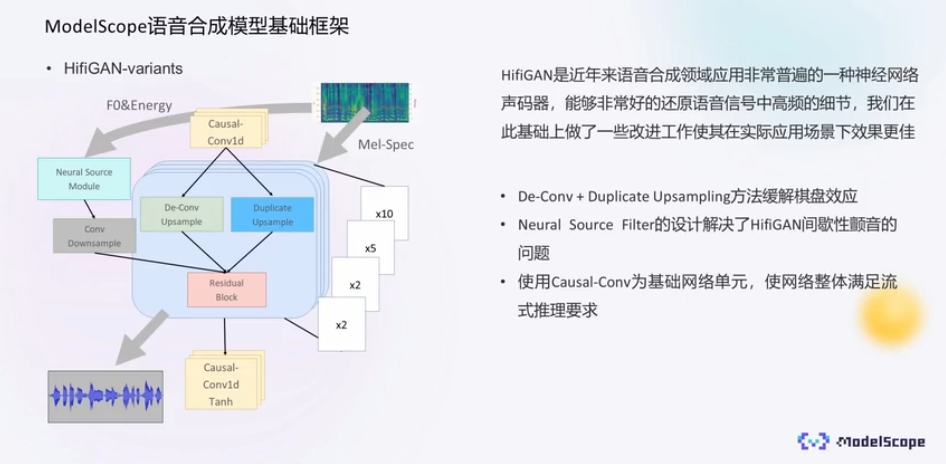 ModelScope语音合成模型基础框架
• HifiGAN-variants
F0&Energy
Causal-
Conv1d
Mel-Spec
Neural Source
Module
Conv
Downsample
De-Conv
Upsample
Duplicate
Upsample
Residual
Block
x10
x5
x2
x2
Causal-
Conv1d
Tanh
HifiGAN是近年来语音合成领域应用非常普遍的一种神经网络
声码器，能够非常好的还原语音信号中高频的细节，我们在
此基础上做了一些改进工作使其在实际应用场景下效果更佳
• De-Conv + Duplicate Upsampling方法缓解棋盘效应
• Neural Source Filter的设计解决了HifiGAN间歇性颤音的
问题
• 使用Causal-Conv为基础网络单元，使网络整体满足流
式推理要求
ModelScope